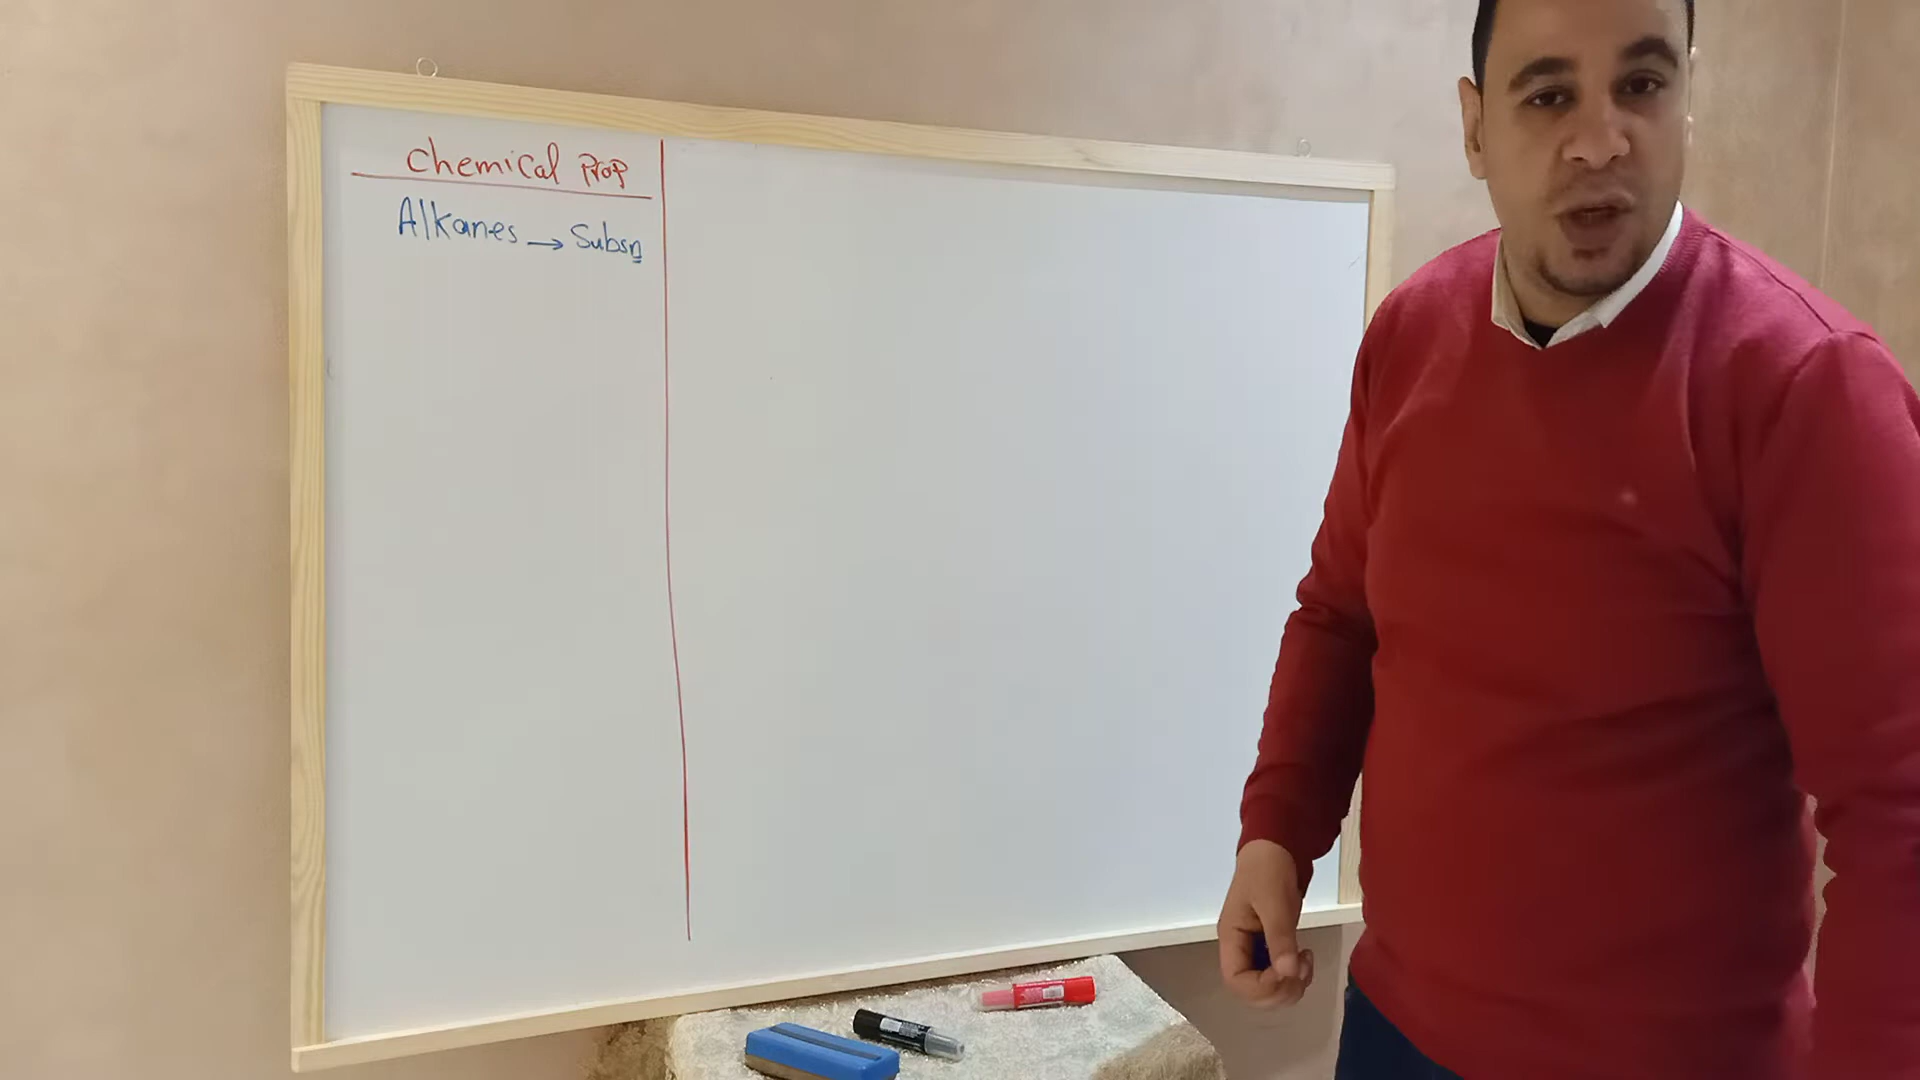 Chemical Prop
Alkanes → Subsn